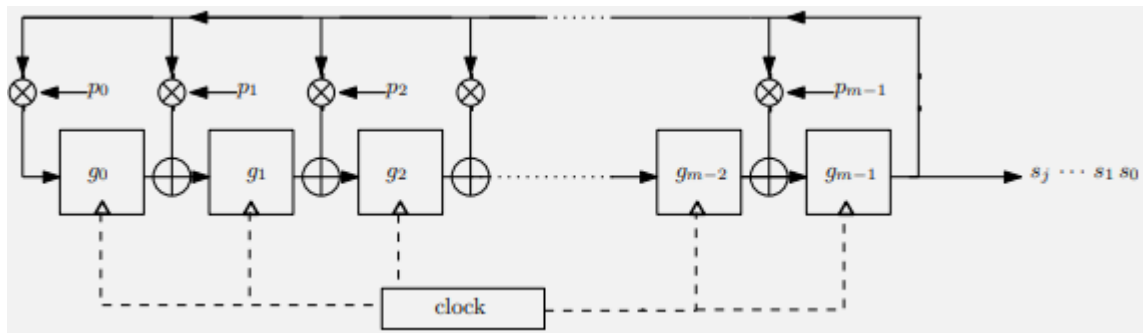 p₀ p₁ p₂ pₘ₋₁
g₀ g₁ g₂ gₘ₋₂ gₘ₋₁ sⱼ ⋯ s₁ s₀
clock